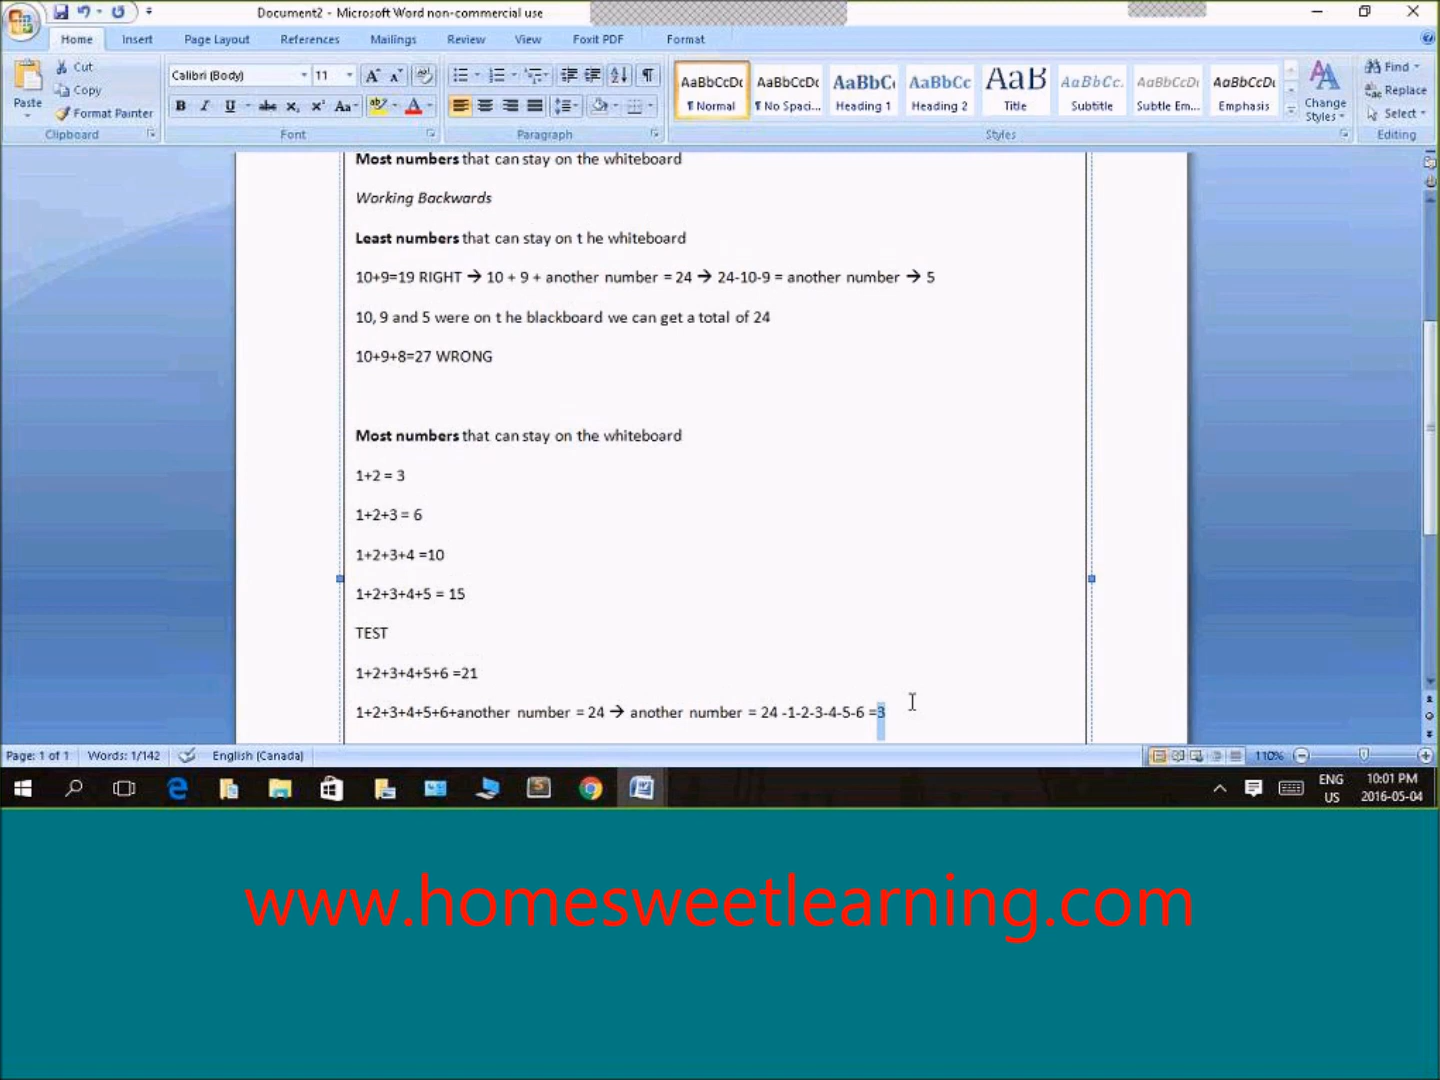 Document2 - Microsoft Word non-commercial use
Home Insert Page Layout References Mailings Review View Foxit PDF Format
Paste
Cut
Copy
Format Painter
Clipboard
Calibri (Body) 11
Font
Paragraph
AaBbCcDc AaBbCcDc AaBbC AaBbCc AaB AaBbCc. AaBbCcDt AaBbCcDt
¶ Normal ¶ No Spaci... Heading 1 Heading 2 Title Subtitle Subtle Em... Emphasis
Styles
Change
Styles
Find
Replace
Select
Editing
Most numbers that can stay on the whiteboard
Working Backwards
Least numbers that can stay on t he whiteboard
10+9=19 RIGHT → 10 + 9 + another number = 24 → 24-10-9 = another number → 5
10, 9 and 5 were on t he blackboard we can get a total of 24
10+9+8=27 WRONG
Most numbers that can stay on the whiteboard
1+2 = 3
1+2+3 = 6
1+2+3+4 =10
1+2+3+4+5 = 15
TEST
1+2+3+4+5+6 =21
1+2+3+4+5+6+another number = 24 → another number = 24 -1-2-3-4-5-6 =3
Page: 1 of 1 Words: 1/142 English (Canada) 110%
ENG
US
10:01 PM
2016-05-04
www.homesweetlearning.com